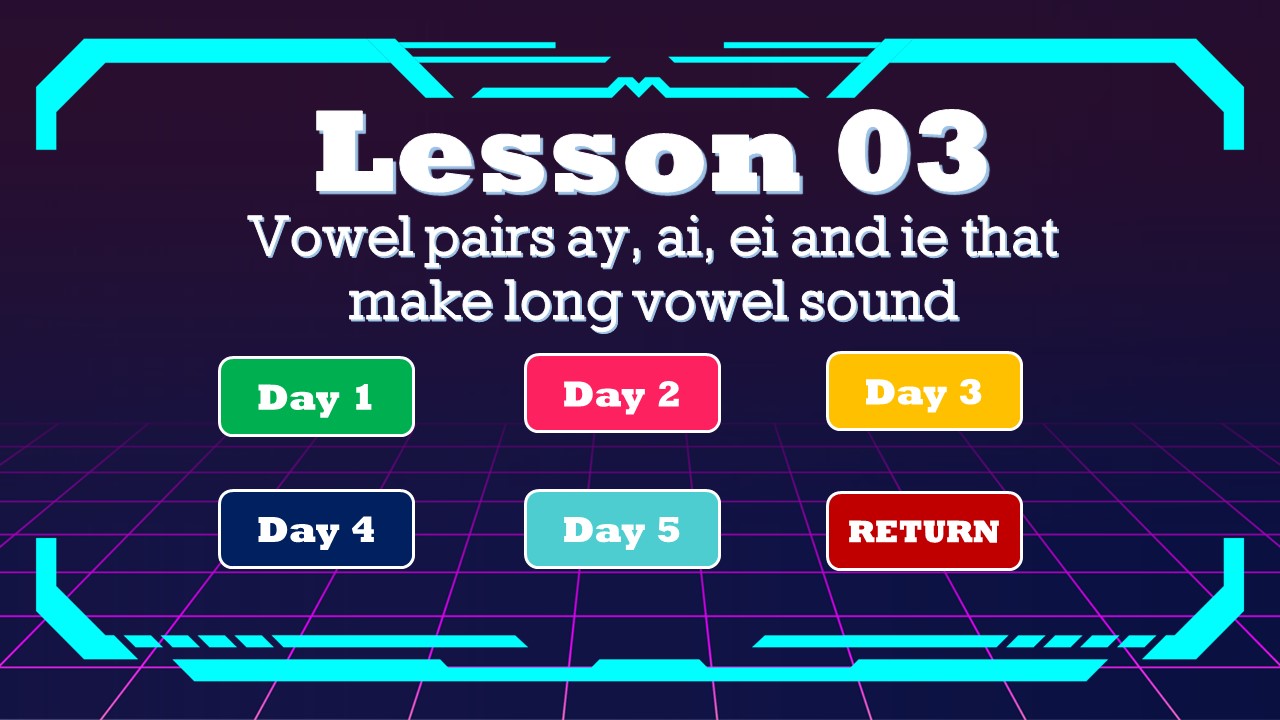 Lesson 03
Vowel pairs ay, ai, ei and ie that
make long vowel sound
Day 1
Day 2
Day 3
Day 4
Day 5
RETURN